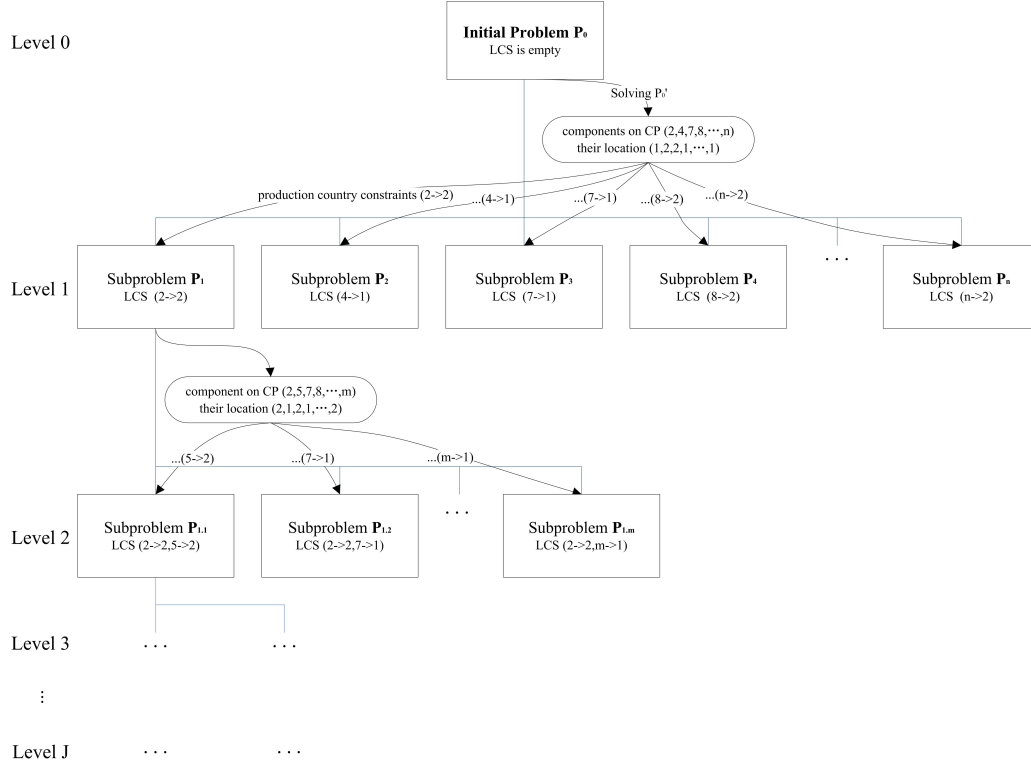 Level 0
Initial Problem P₀
LCS is empty
Solving P₀'
components on CP (2,4,7,8,⋯,n)
their location (1,2,2,1,⋯,1)
production country constraints (2->2)
...(4->1)
...(7->1)
...(8->2)
...(n->2)
. . .
Level 1
Subproblem P₁
LCS (2->2)
Subproblem P₂
LCS (4->1)
Subproblem P₃
LCS (7->1)
Subproblem P₄
LCS (8->2)
Subproblem Pₙ
LCS (n->2)
component on CP (2,5,7,8,⋯,m)
their location (2,1,2,1,⋯,2)
...(5->2)
...(7->1)
...(m->1)
. . .
Level 2
Subproblem P₁.₁
LCS (2->2,5->2)
Subproblem P₁.₂
LCS (2->2,7->1)
Subproblem P₁.ₘ
LCS (2->2,m->1)
Level 3
. . .
. . .
⋮
Level J
. . .
. . .